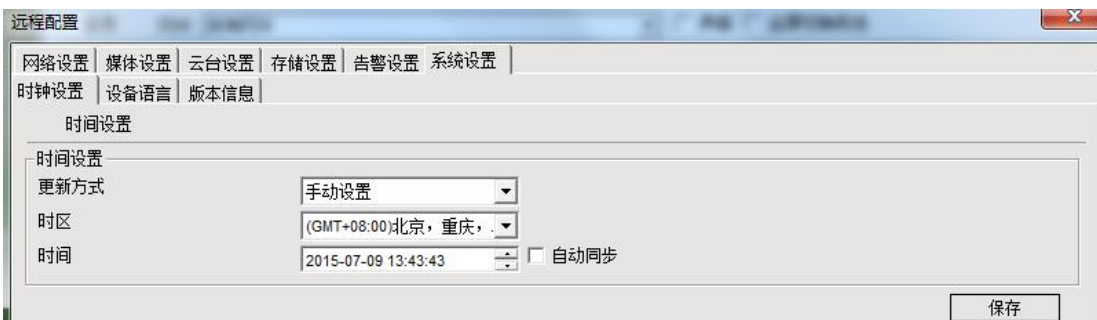 远程配置
网络设置 媒体设置 云台设置 存储设置 告警设置 系统设置
时钟设置 设备语言 版本信息
时间设置
时间设置
更新方式 手动设置
时区 (GMT+08:00)北京，重庆，.
时间 2015-07-09 13:43:43 自动同步
保存